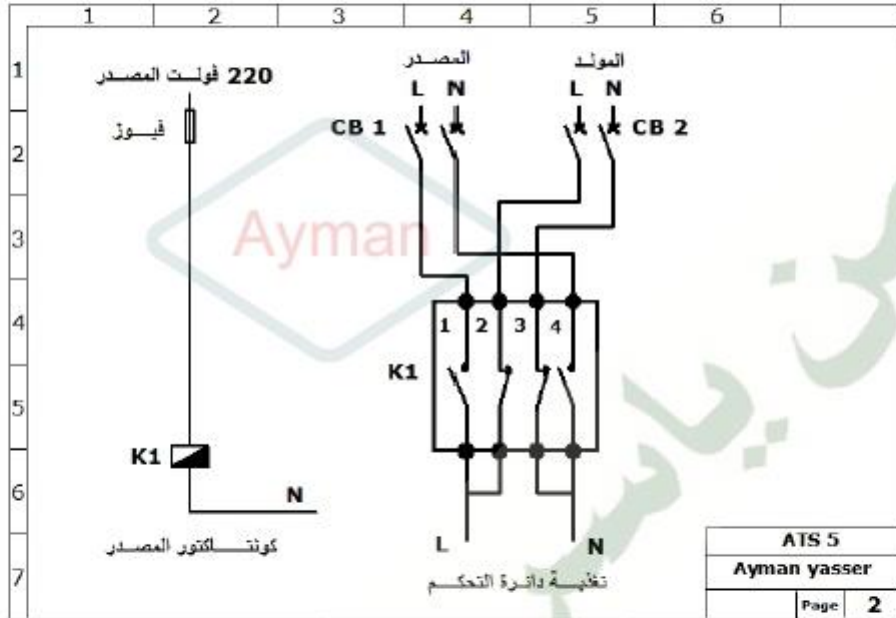 1 2 3 4 5 6
1
2
3
4
5
6
7
220 فولت المصدر
فيوز
K1
N
كونتاكتور المصدر
المصدر
L N
CB 1
المولد
L N
CB 2
Ayman
1 2 3 4
K1
L N
تغذية دائرة التحكم
ATS 5
Ayman yasser
Page 2